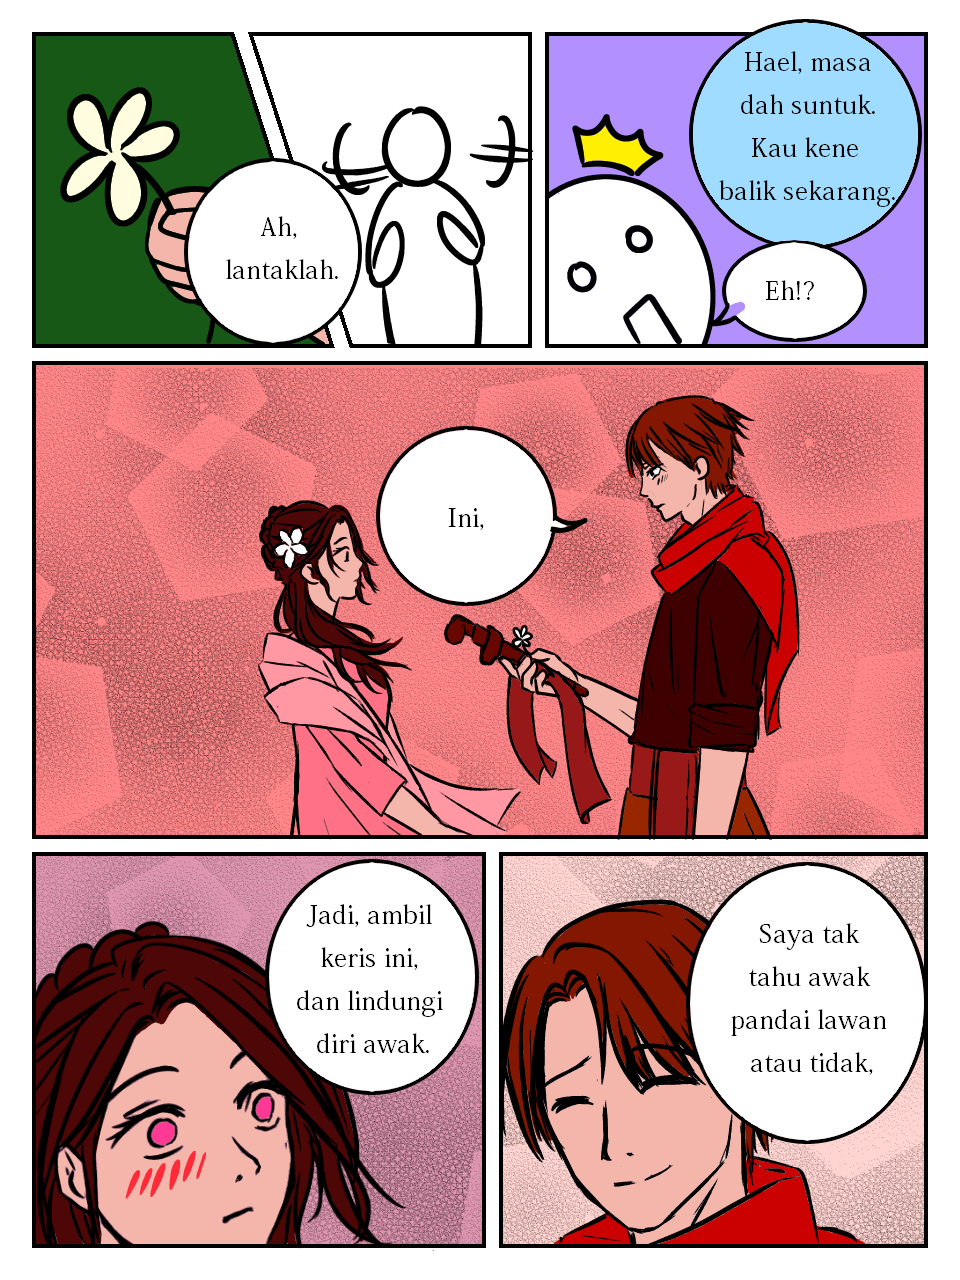 Hael, masa
dah suntuk.
Kau kene
balik sekarang.
Eh!?
Ah,
lantaklah.
Ini,
Saya tak
tahu awak
pandai lawan
atau tidak,
Jadi, ambil
keris ini,
dan lindungi
diri awak.